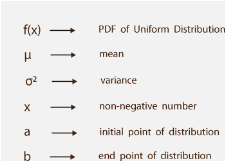 f(x) → PDF of Uniform Distribution
μ → mean
σ² → variance
x → non-negative number
a → initial point of distribution
b → end point of distribution